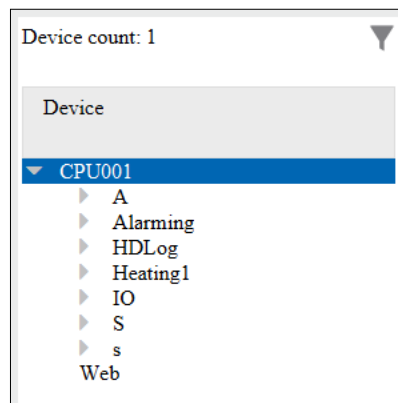 Device count: 1
Device
CPU001
A
Alarming
HDLog
Heating1
IO
S
s
Web